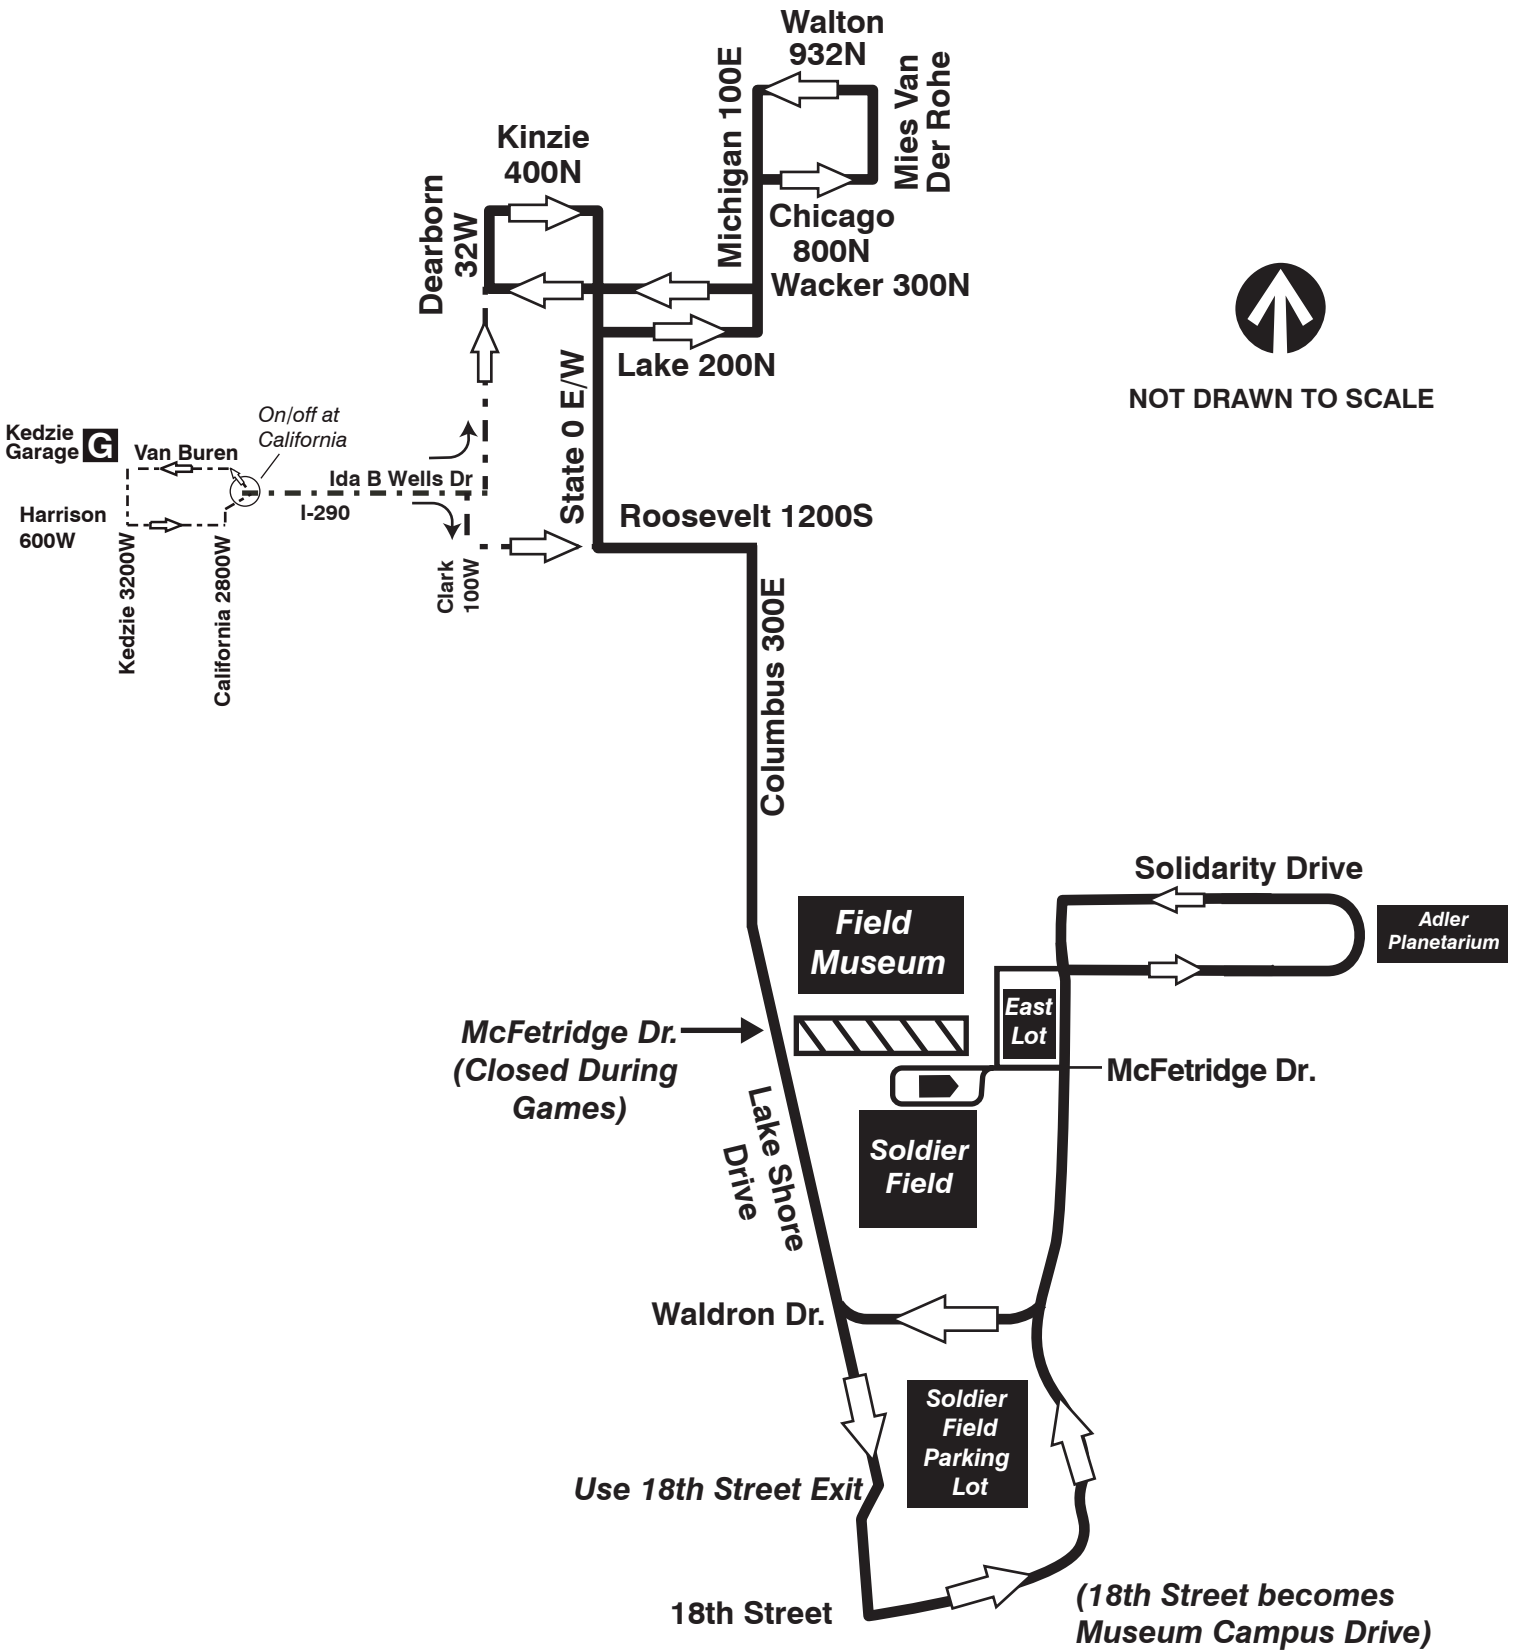 Walton
932N
Michigan 100E
Mies Van
Der Rohe
Kinzie
400N
Dearborn
32W
Chicago
800N
Wacker 300N
Lake 200N
State 0 E/W
NOT DRAWN TO SCALE
On/off at
California
Kedzie
Garage
G
Van Buren
Ida B Wells Dr
I-290
Harrison
600W
Kedzie 3200W
California 2800W
Clark
100W
Roosevelt 1200S
Columbus 300E
Solidarity Drive
Adler
Planetarium
Field
Museum
East
Lot
McFetridge Dr.
(Closed During
Games)
McFetridge Dr.
Lake Shore
Drive
Soldier
Field
Waldron Dr.
Soldier
Field
Parking
Lot
Use 18th Street Exit
18th Street
(18th Street becomes
Museum Campus Drive)